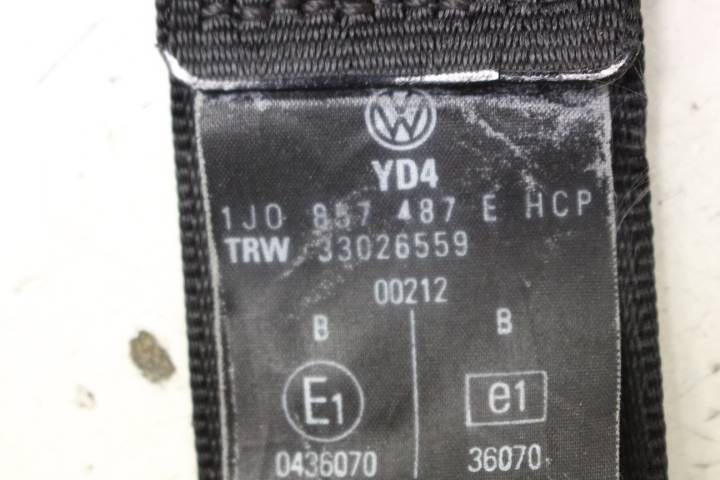 YD4
1J0 857 487 E HCP
TRW 33026559
00212
B B
E1 e1
0436070 36070